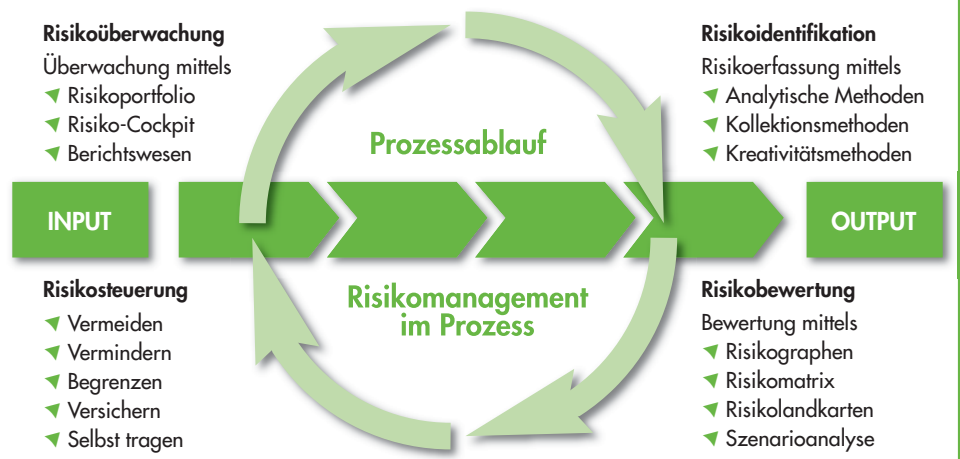 Risikoüberwachung
Überwachung mittels
Risikoportfolio
Risiko-Cockpit
Berichtswesen
Risikoidentifikation
Risikoerfassung mittels
Analytische Methoden
Kollektionsmethoden
Kreativitätsmethoden
Prozessablauf
INPUT
OUTPUT
Risikomanagement
im Prozess
Risikosteuerung
Vermeiden
Vermindern
Begrenzen
Versichern
Selbst tragen
Risikobewertung
Bewertung mittels
Risikographen
Risikomatrix
Risikolandkarten
Szenarioanalyse